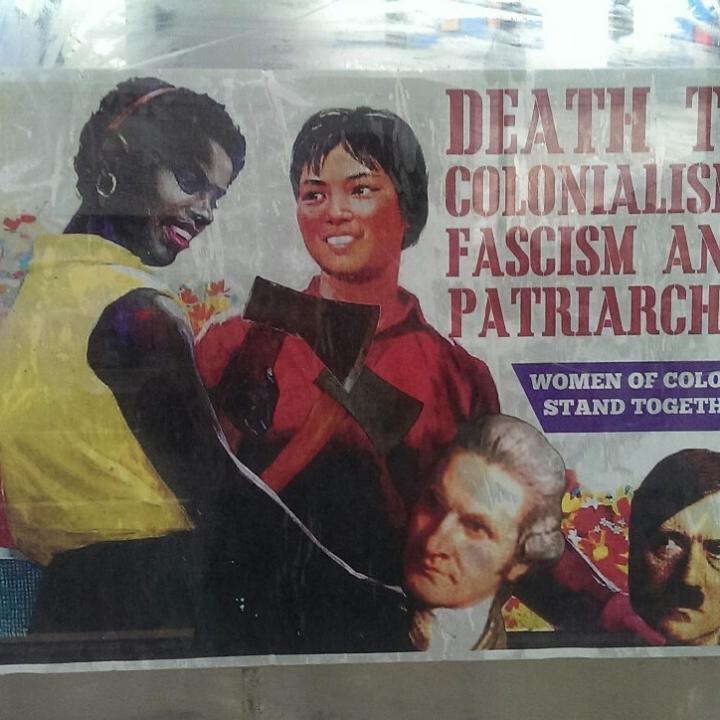 DEATH T
COLONIALIS
FASCISM AN
PATRIARCH
WOMEN OF COLO
STAND TOGETH